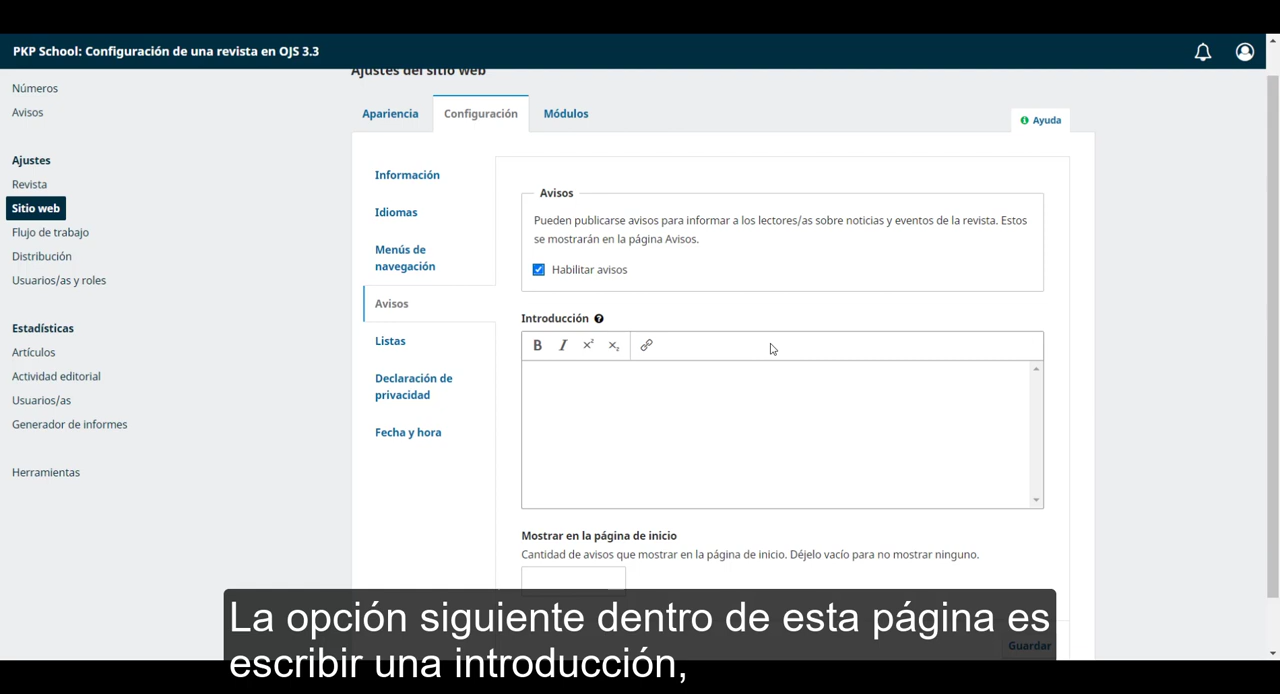 PKP School: Configuración de una revista en OJS 3.3
Números
Avisos
Ajustes
Revista
Sitio web
Flujo de trabajo
Distribución
Usuarios/as y roles
Estadísticas
Artículos
Actividad editorial
Usuarios/as
Generador de informes
Herramientas
Ajustes del sitio web
Apariencia
Configuración
Módulos
Ayuda
Información
Idiomas
Menús de
navegación
Avisos
Listas
Declaración de
privacidad
Fecha y hora
Avisos
Pueden publicarse avisos para informar a los lectores/as sobre noticias y eventos de la revista. Estos
se mostrarán en la página Avisos.
Habilitar avisos
Introducción
B I x² x₂
Mostrar en la página de inicio
Cantidad de avisos que mostrar en la página de inicio. Déjelo vacío para no mostrar ninguno.
Guardar
La opción siguiente dentro de esta página es
escribir una introducción,